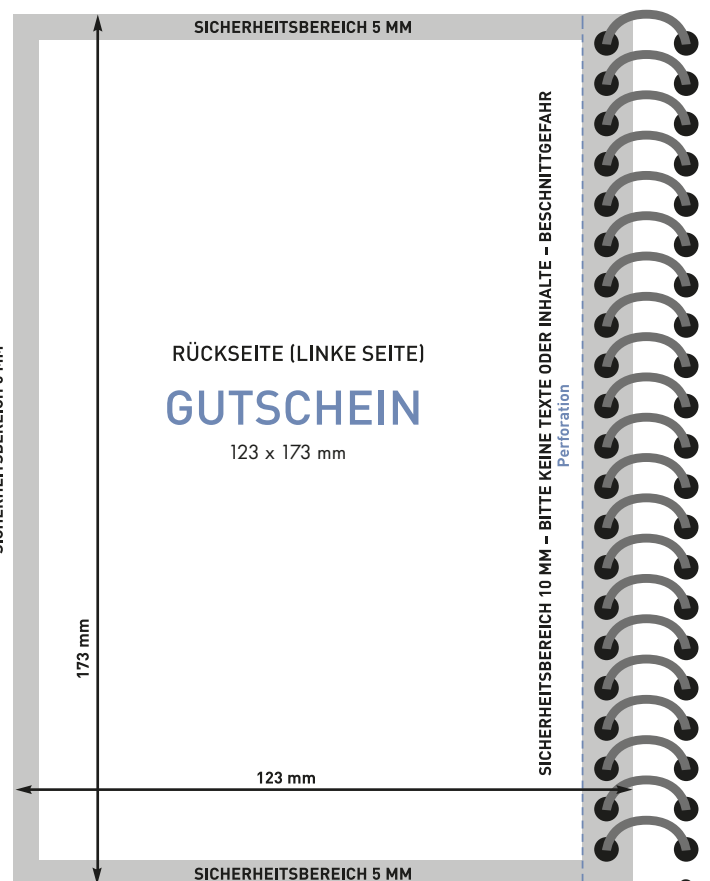 SICHERHEITSBEREICH 5 MM
RÜCKSEITE (LINKE SEITE)
GUTSCHEIN
123 x 173 mm
SICHERHEITSBEREICH 10 MM – BITTE KEINE TEXTE ODER INHALTE – BESCHNITTGEFAHR
Perforation
173 mm
123 mm
SICHERHEITSBEREICH 5 MM